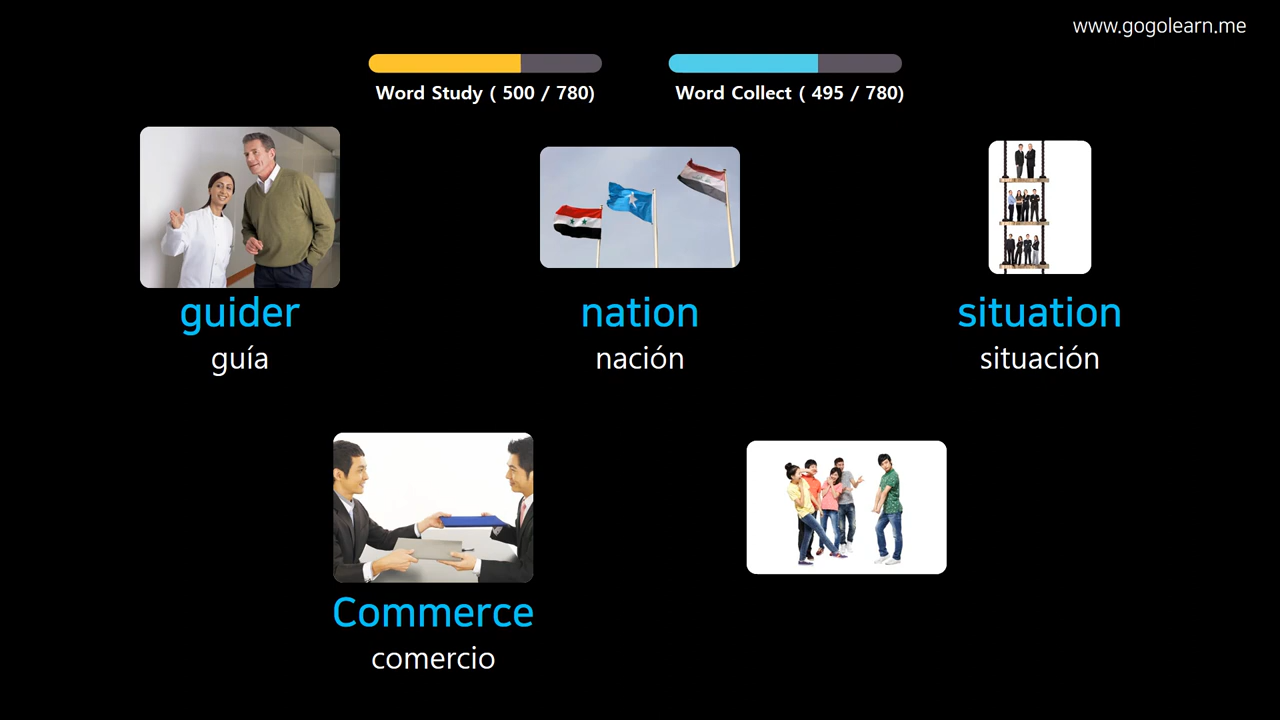 www.gogolearn.me
Word Study ( 500 / 780)
Word Collect ( 495 / 780)
guider
guía
nation
nación
situation
situación
Commerce
comercio